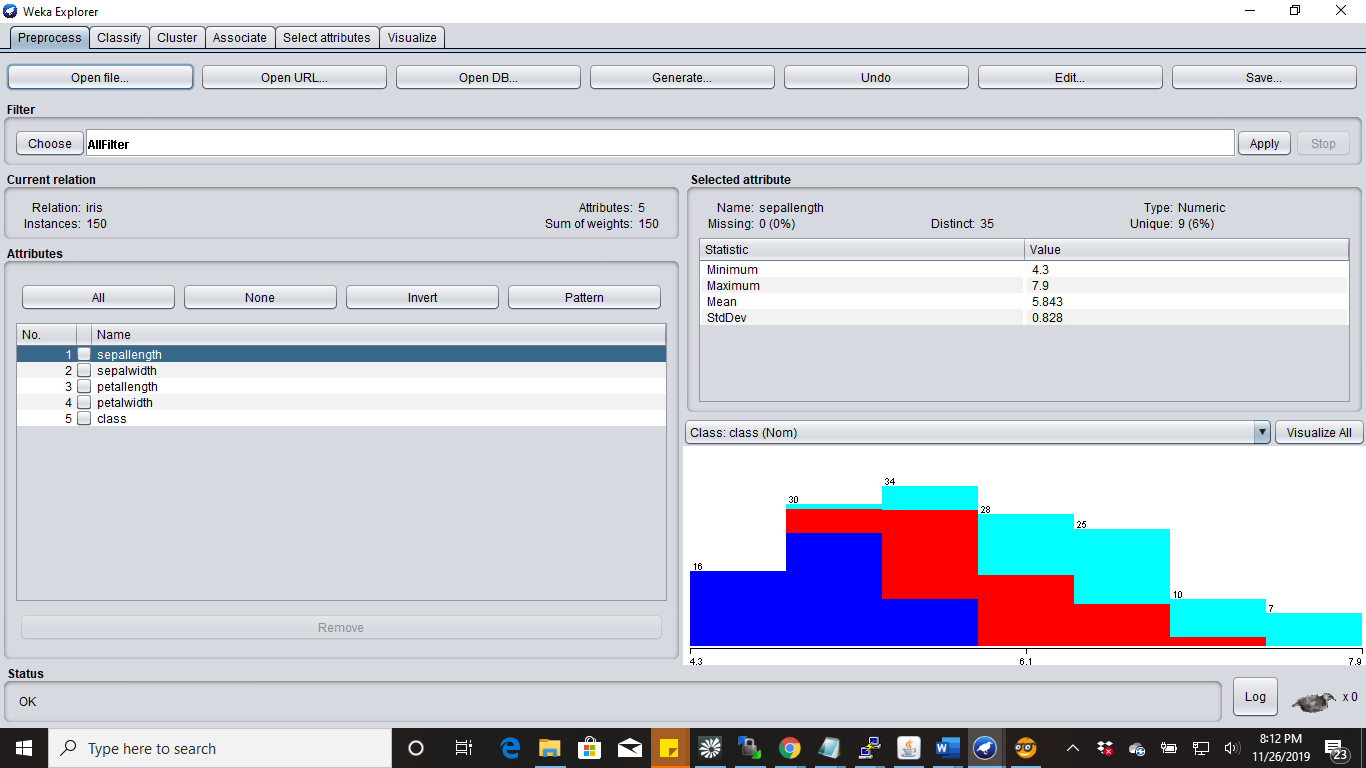 Weka Explorer
Preprocess Classify Cluster Associate Select attributes Visualize
Open file... Open URL... Open DB... Generate... Undo Edit... Save...
Filter
Choose AllFilter Apply Stop
Current relation
Relation: iris Attributes: 5
Instances: 150 Sum of weights: 150
Attributes
All None Invert Pattern
No. Name
1 sepallength
2 sepalwidth
3 petallength
4 petalwidth
5 class
Remove
Selected attribute
Name: sepallength Type: Numeric
Missing: 0 (0%) Distinct: 35 Unique: 9 (6%)
Statistic Value
Minimum 4.3
Maximum 7.9
Mean 5.843
StdDev 0.828
Class: class (Nom) Visualize All
16 30 34 28 25 10 7
4.3 6.1 7.9
Status
OK Log x 0
Type here to search
8:12 PM
11/26/2019
23